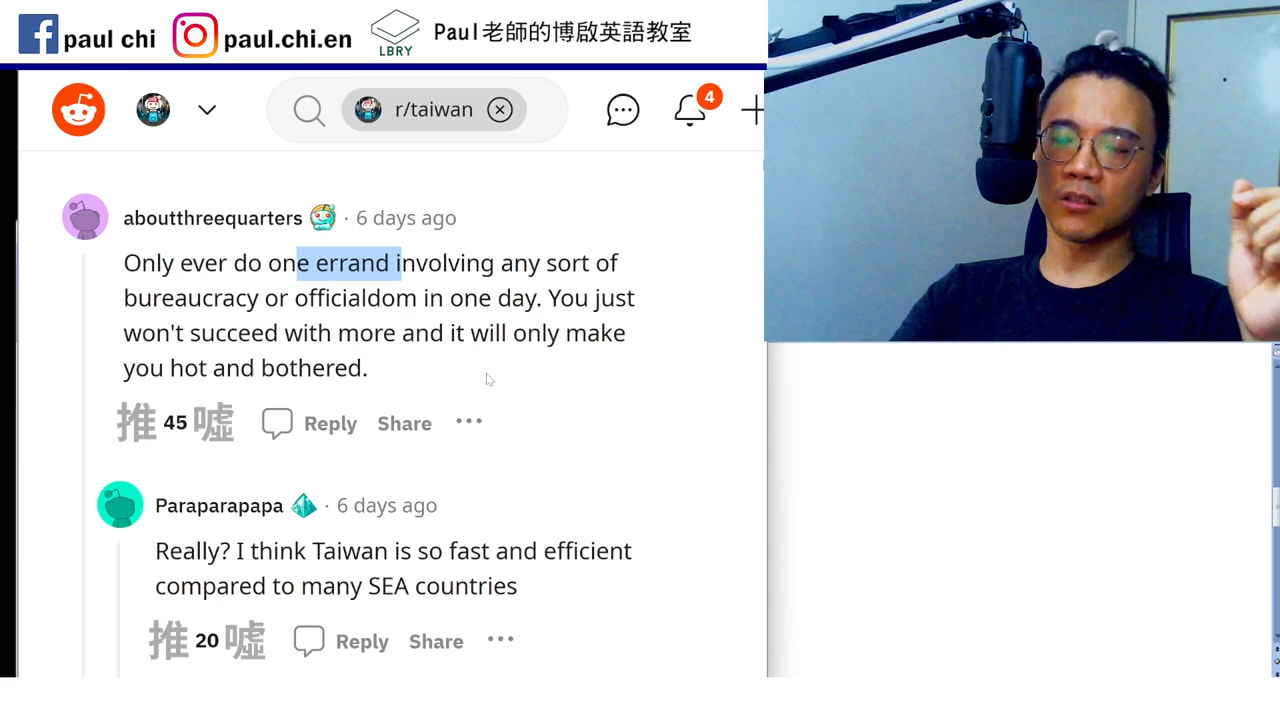 paul chi
paul.chi.en
LBRY
Paul老師的博啟英語教室
r/taiwan
4
aboutthreequarters · 6 days ago
Only ever do one errand involving any sort of
bureaucracy or officialdom in one day. You just
won't succeed with more and it will only make
you hot and bothered.
推 45 噓 Reply Share
Paraparapapa · 6 days ago
Really? I think Taiwan is so fast and efficient
compared to many SEA countries
推 20 噓 Reply Share